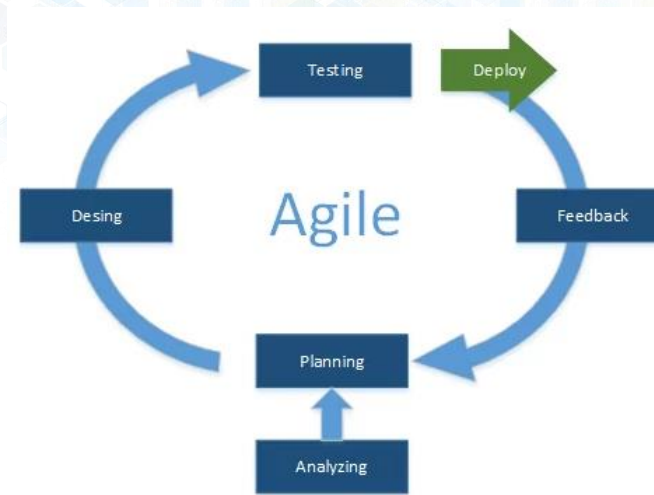 Testing
Deploy
Desing
Agile
Feedback
Planning
Analyzing